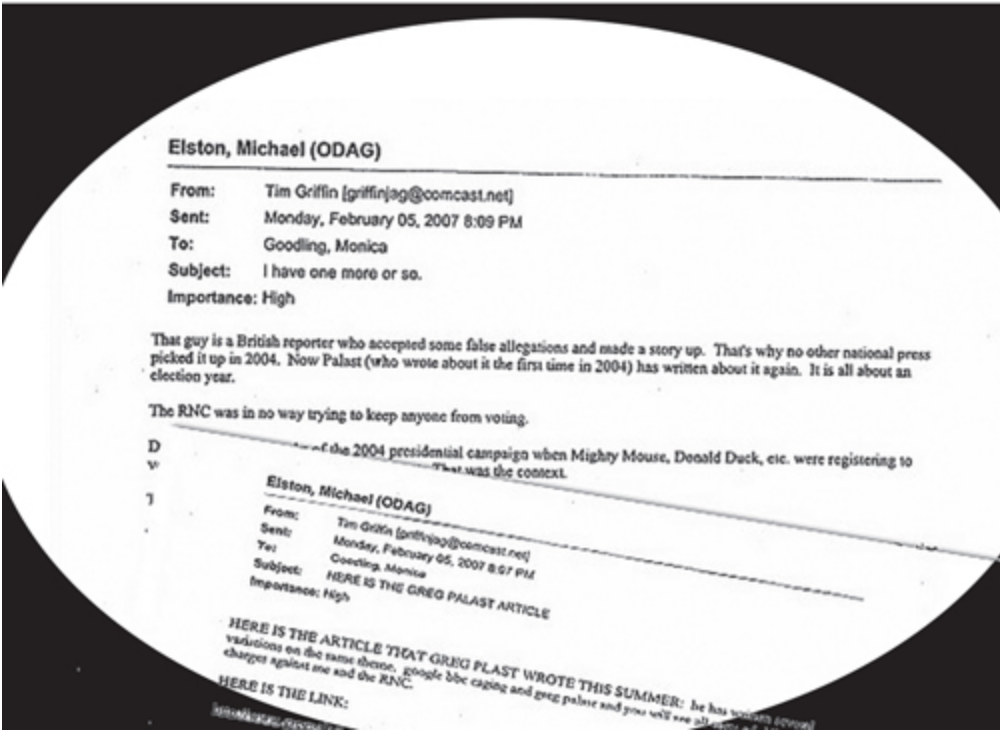 Elston, Michael (ODAG)
From: Tim Griffin [griffinjag@comcast.net]
Sent: Monday, February 05, 2007 8:09 PM
To: Goodling, Monica
Subject: I have one more or so.
Importance: High
That guy is a British reporter who accepted some false allegations and made a story up. That's why no other national press
picked it up in 2004. Now Palast (who wrote about it the first time in 2004) has written about it again. It is all about an
election year.
The RNC was in no way trying to keep anyone from voting.
D of the 2004 presidential campaign when Mighty Mouse, Donald Duck, etc. were registering to
That was the context.
Elston, Michael (ODAG)
From: Tim Griffin [griffinjag@comcast.net]
Sent: Monday, February 05, 2007 8:07 PM
To: Goodling, Monica
Subject: HERE IS THE GREG PALAST ARTICLE
Importance: High
HERE IS THE ARTICLE THAT GREG PLAST WROTE THIS SUMMER: he has written several
variations on the same theme. google bbc caging and greg palast and you will see all
charges against me and the RNC.
HERE IS THE LINK: